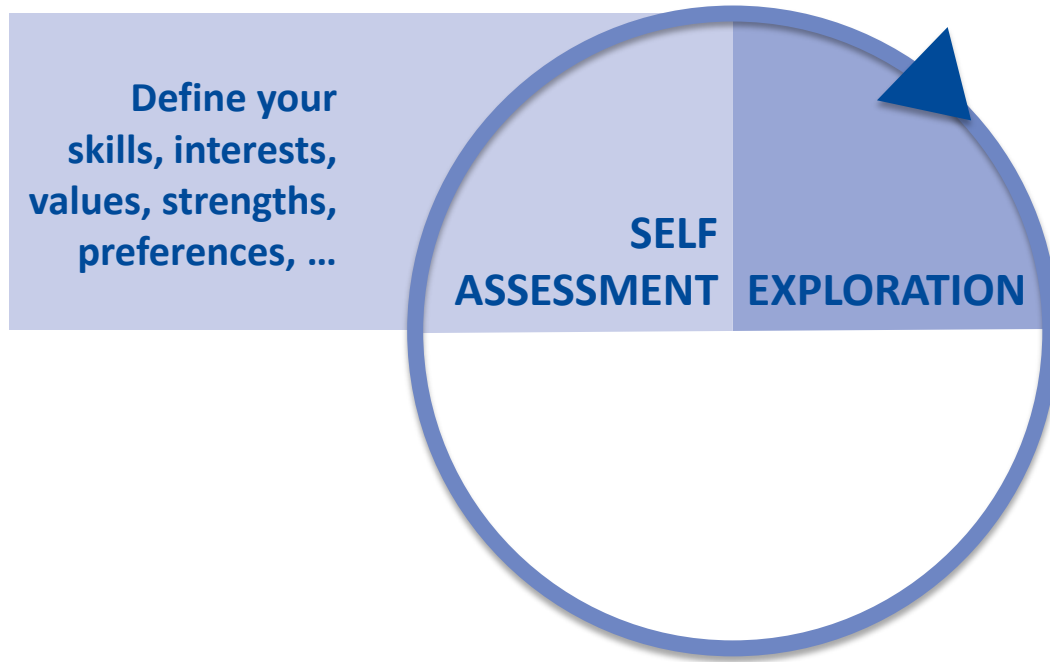 Define your
skills, interests,
values, strengths,
preferences, …
SELF
ASSESSMENT
EXPLORATION